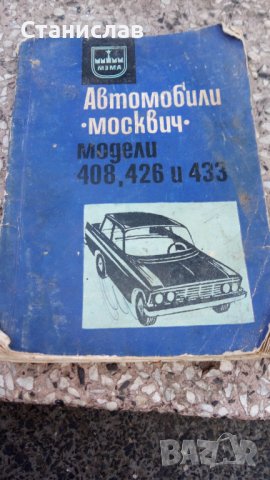 Станислав
МЗМА
Автомобили
•москвич•
модели
408, 426 и 433
BAZAR